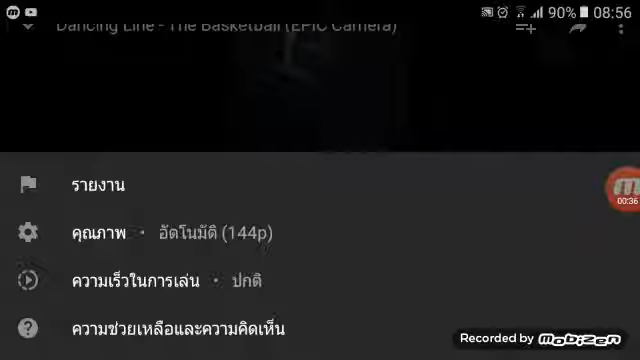 90% 08:56
Dancing Line - The Basketball (EPIC Camera)
รายงาน
00:36
คุณภาพ • อัตโนมัติ (144p)
ความเร็วในการเล่น • ปกติ
ความช่วยเหลือและความคิดเห็น
Recorded by Mobizen